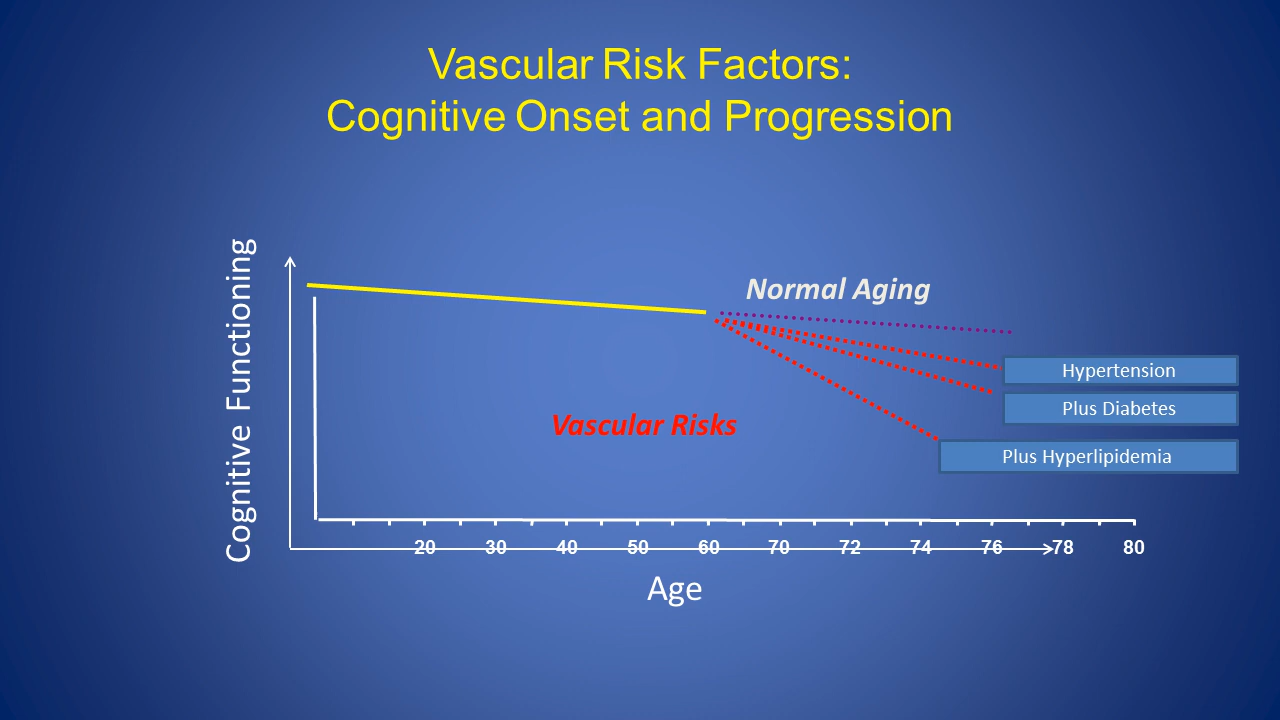 Vascular Risk Factors:
Cognitive Onset and Progression
Cognitive Functioning
Normal Aging
Hypertension
Plus Diabetes
Vascular Risks
Plus Hyperlipidemia
20 30 40 50 60 70 72 74 76 78 80
Age